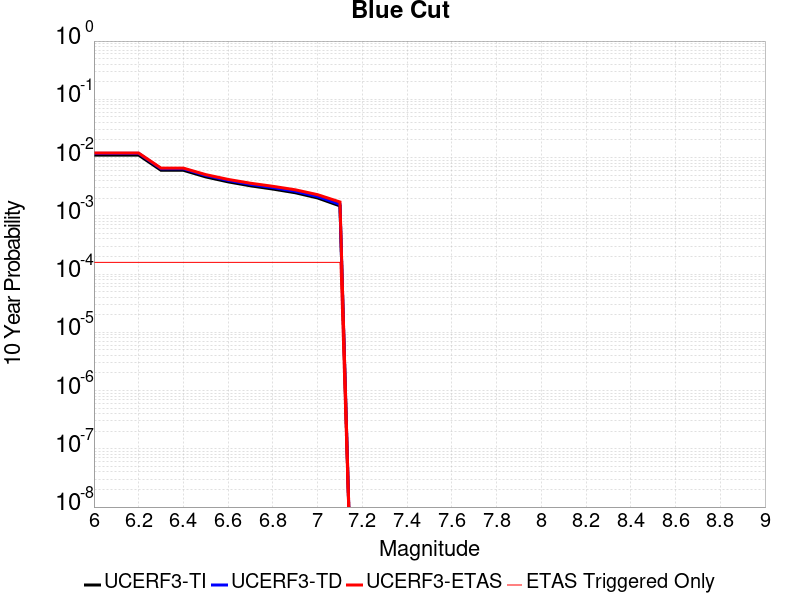 Blue Cut
10 Year Probability
10^0
10^-1
10^-2
10^-3
10^-4
10^-5
10^-6
10^-7
10^-8
6 6.2 6.4 6.6 6.8 7 7.2 7.4 7.6 7.8 8 8.2 8.4 8.6 8.8 9
Magnitude
UCERF3-TI UCERF3-TD UCERF3-ETAS ETAS Triggered Only